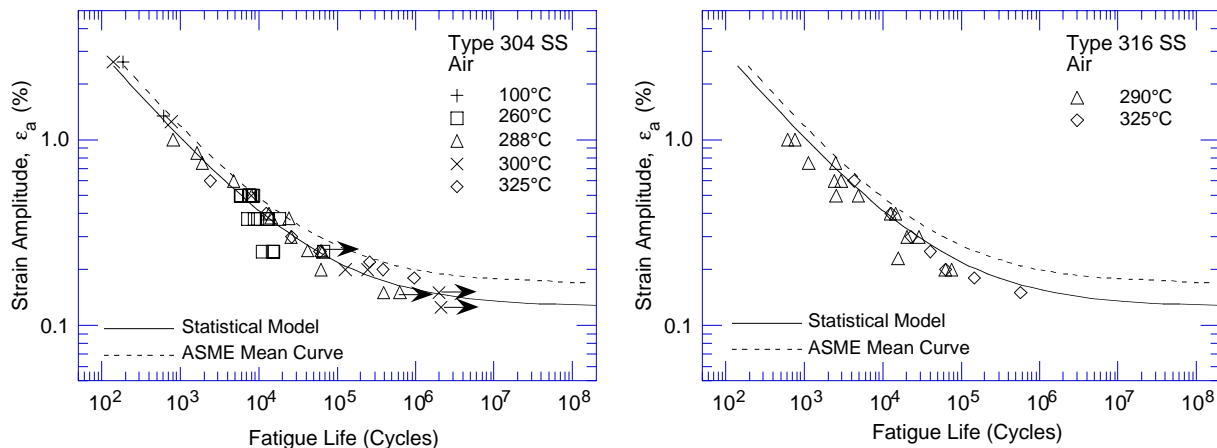 Type 304 SS
Air
100°C
260°C
288°C
300°C
325°C
Statistical Model
ASME Mean Curve
Strain Amplitude, εa (%)
1.0
0.1
10² 10³ 10⁴ 10⁵ 10⁶ 10⁷ 10⁸
Fatigue Life (Cycles)
Type 316 SS
Air
290°C
325°C
Statistical Model
ASME Mean Curve
Strain Amplitude, εa (%)
1.0
0.1
10² 10³ 10⁴ 10⁵ 10⁶ 10⁷ 10⁸
Fatigue Life (Cycles)